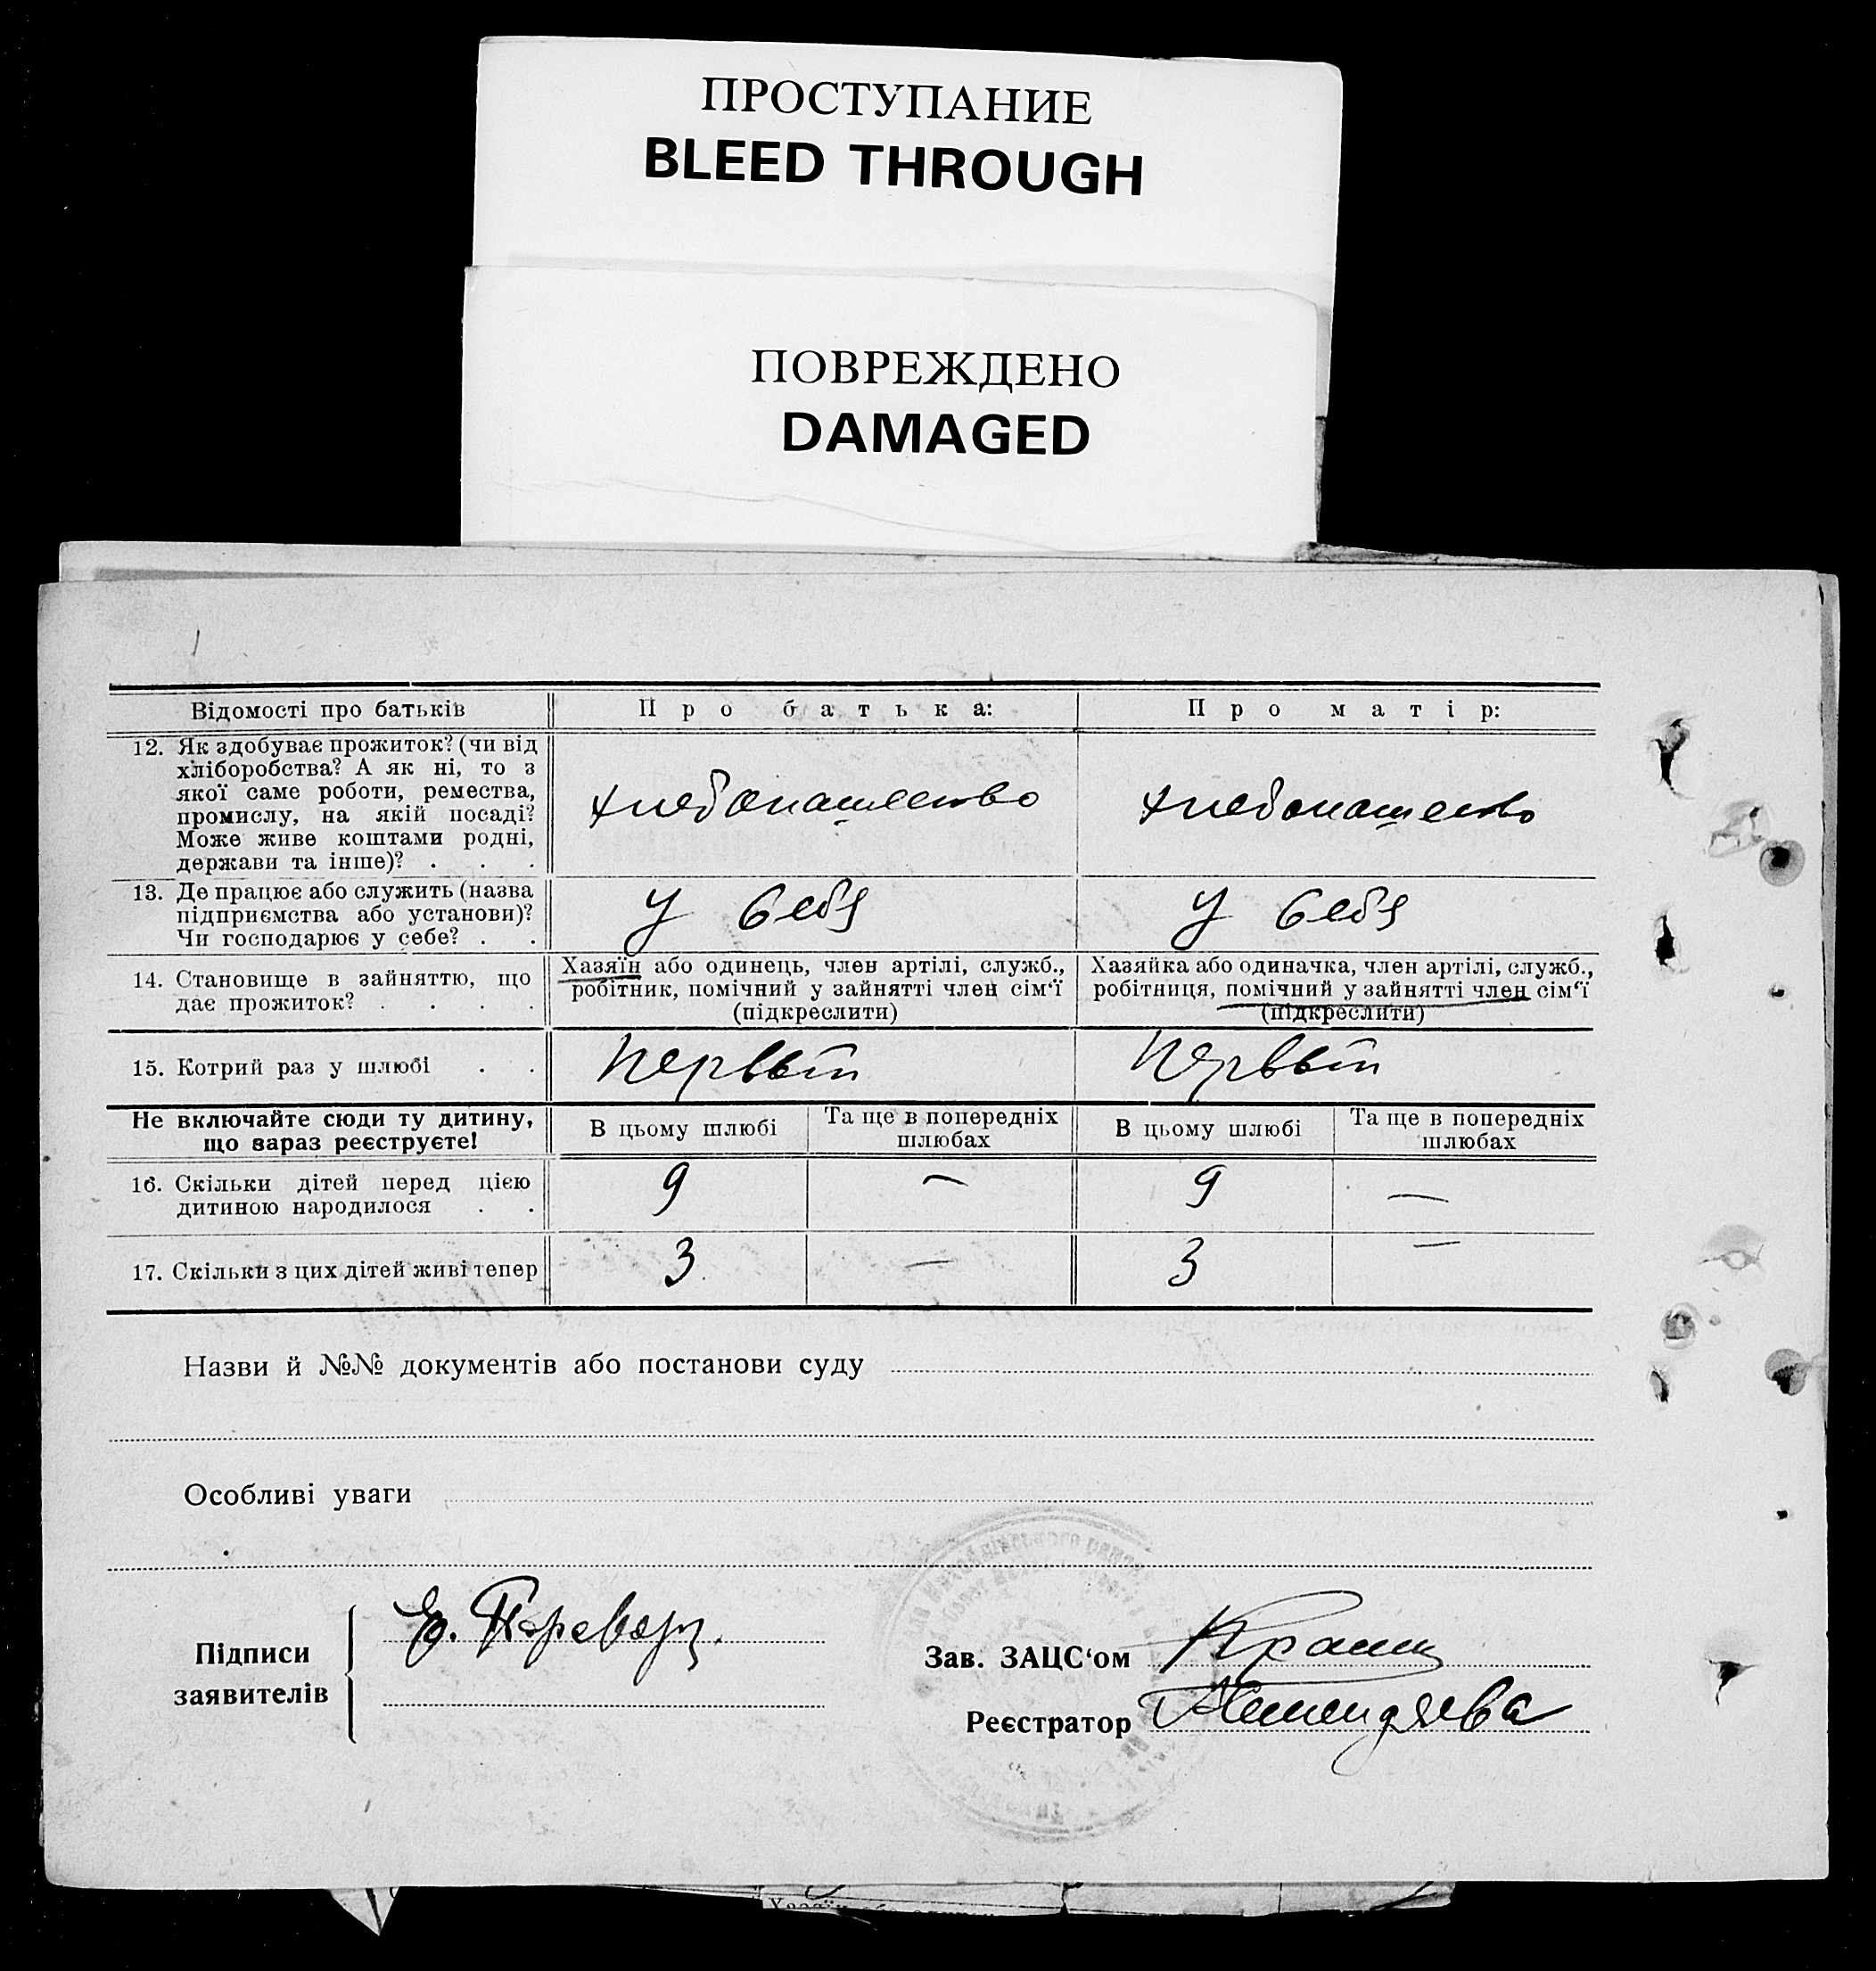 ПРОСТУПАНИЕ
BLEED THROUGH
ПОВРЕЖДЕНО
DAMAGED
Відомості про батьків
Про батька:
Про матір:
12. Як здобуває прожиток? (чи від
хліборобства? А як ні, то з
якої саме роботи, ремества,
промислу, на якій посаді?
Може живе коштами родні,
держави та інше)? . . .
хлебопашество
хлебопашество
13. Де працює або служить (назва
підприємства або установи)?
Чи господарює у себе? . .
у себя
у себя
14. Становище в зайняттю, що
дає прожиток? . . . .
Хазяїн або одинець, член артілі, служб.,
робітник, помічний у зайнятті член сім'ї
(підкреслити)
Хазяйка або одиначка, член артілі, служб.,
робітниця, помічний у зайнятті член сім'ї
(підкреслити)
15. Котрий раз у шлюбі . .
первый
первый
Не включайте сюди ту дитину,
що зараз реєструєте!
В цьому шлюбі
Та ще в попередніх
шлюбах
В цьому шлюбі
Та ще в попередніх
шлюбах
16. Скільки дітей перед цією
дитиною народилося . .
9 — 9 —
17. Скільки з цих дітей живі тепер
3 — 3 —
Назви й №№ документів або постанови суду
Особливі уваги
Підписи
заявителів
Зав. ЗАЦС'ом
Реєстратор